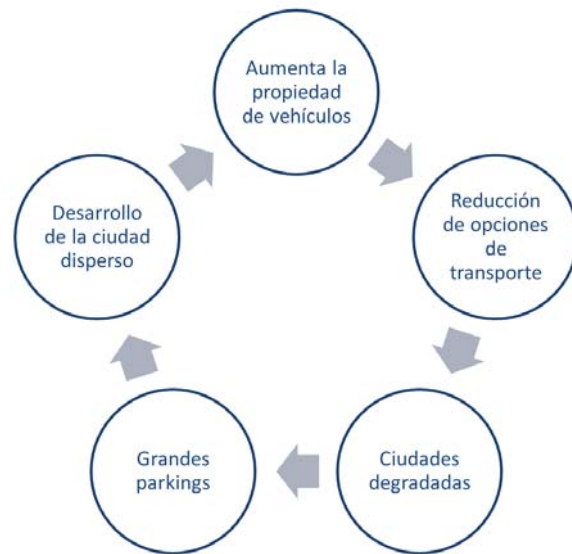 Aumenta la
propiedad
de vehículos
Reducción
de opciones
de
transporte
Ciudades
degradadas
Grandes
parkings
Desarrollo
de la ciudad
disperso